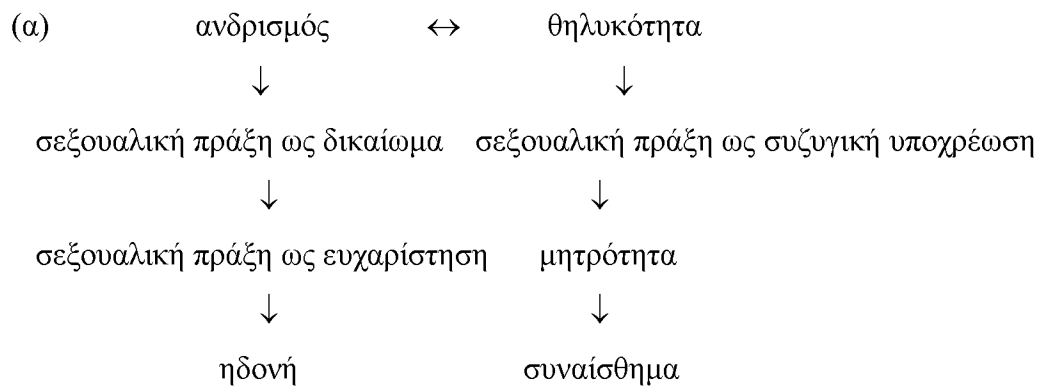 (α) ανδρισμός ↔ θηλυκότητα
↓ ↓
σεξουαλική πράξη ως δικαίωμα σεξουαλική πράξη ως συζυγική υποχρέωση
↓ ↓
σεξουαλική πράξη ως ευχαρίστηση μητρότητα
↓ ↓
ηδονή συναίσθημα